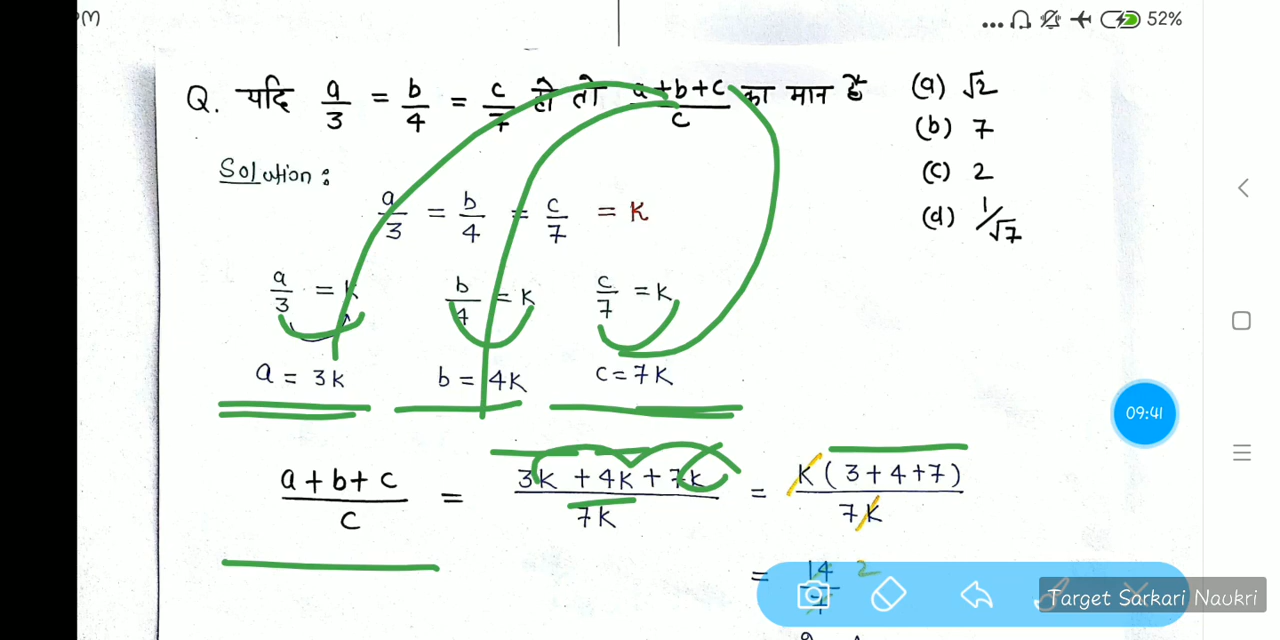 PM
... 52%
Q. यदि a/3 = b/4 = c/7 हो तो a+b+c/c का मान है
(a) √2
(b) 7
(c) 2
(d) 1/√7
Solution:
a/3 = b/4 = c/7 = K
a/3 = K b/4 = K c/7 = K
a = 3K b = 4K c = 7K
a+b+c/c = 3K + 4K + 7K/7K = K(3+4+7)/7K
09:41
= 14/7 2
Target Sarkari Naukri